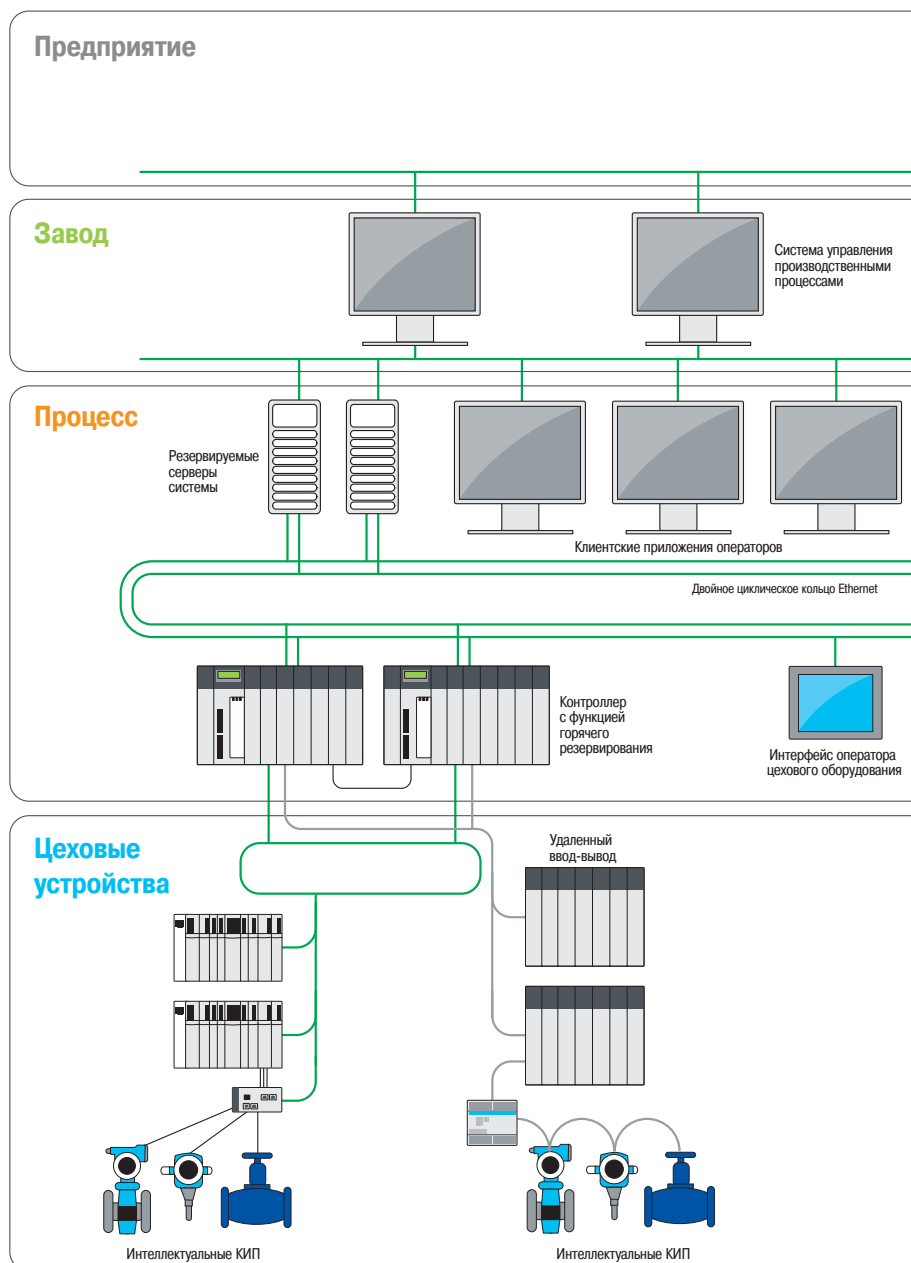 Предприятие
Завод
Система управления
производственными
процессами
Процесс
Резервируемые
серверы
системы
Клиентские приложения операторов
Двойное циклическое кольцо Ethernet
Контроллер
с функцией
горячего
резервирования
Интерфейс оператора
цехового оборудования
Цеховые
устройства
Удаленный
ввод-вывод
Интеллектуальные КИП
Интеллектуальные КИП